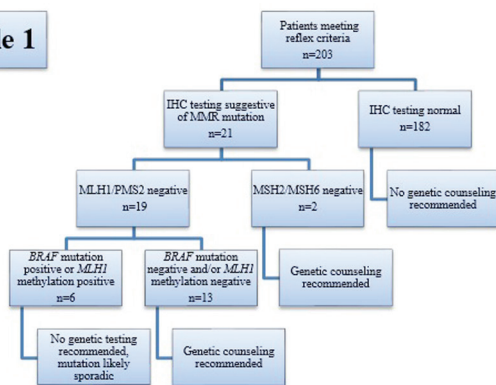 le 1
Patients meeting
reflex criteria
n=203
IHC testing suggestive
of MMR mutation
n=21
IHC testing normal
n=182
MLH1/PMS2 negative
n=19
MSH2/MSH6 negative
n=2
No genetic counseling
recommended
BRAF mutation
positive or MLH1
methylation positive
n=6
BRAF mutation
negative and/or MLH1
methylation negative
n=13
Genetic counseling
recommended
No genetic testing
recommended,
mutation likely
sporadic
Genetic counseling
recommended